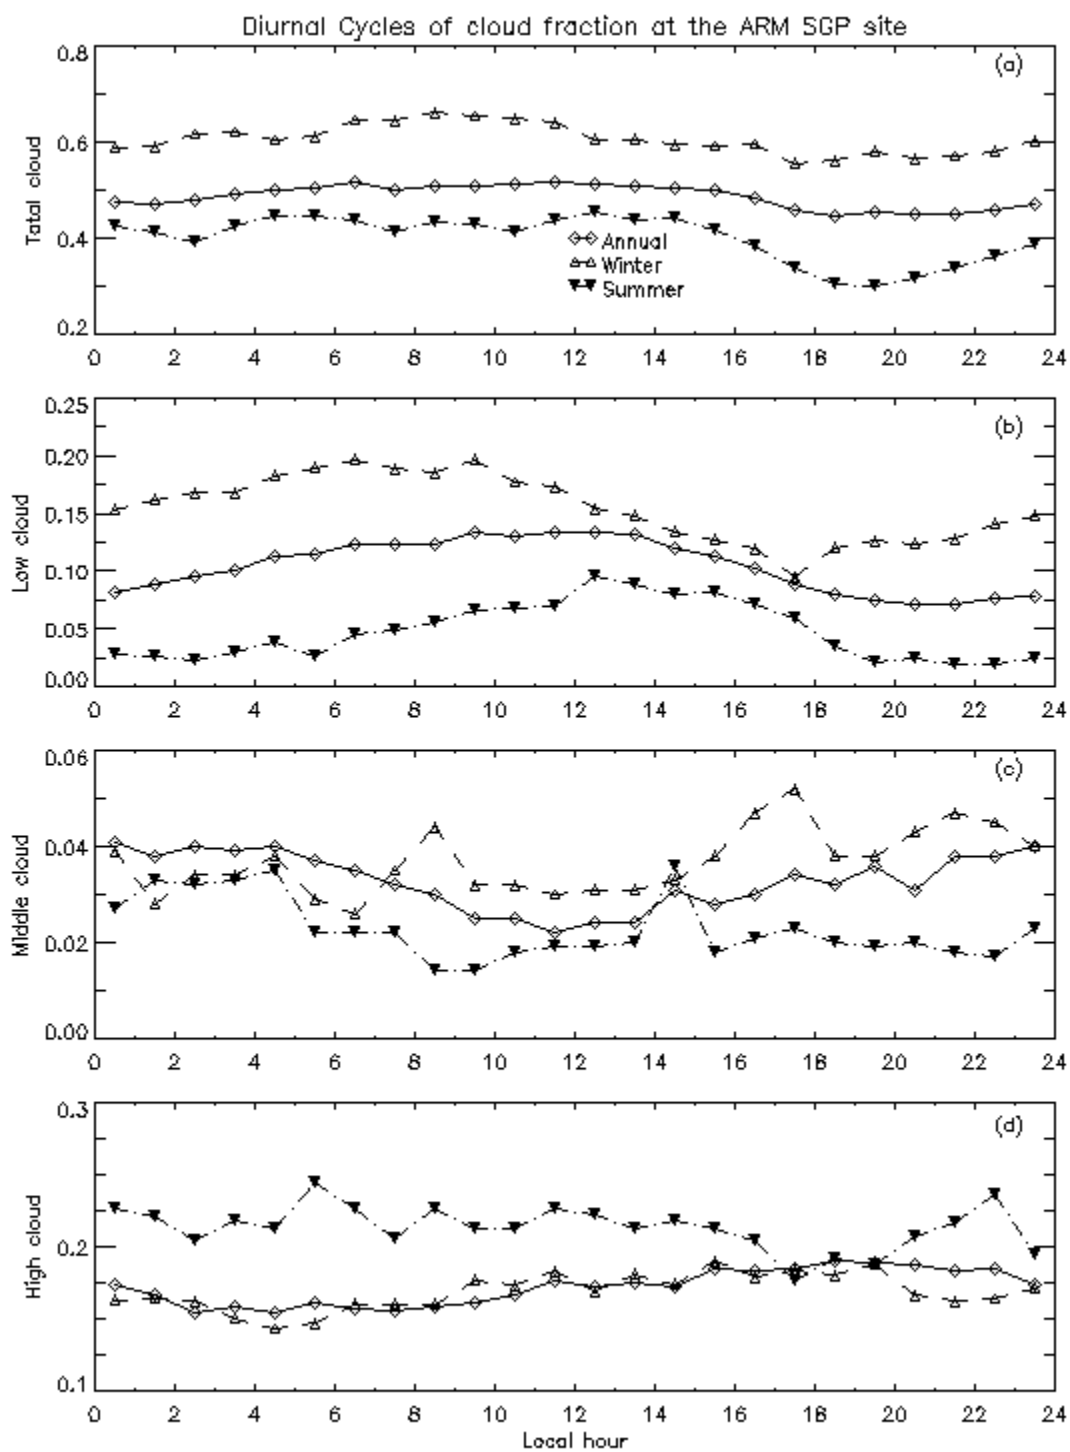 Diurnal Cycles of cloud fraction at the ARM SGP site
(a)
0.8
0.6
0.4
0.2
Total cloud
Annual
Winter
Summer
0 2 4 6 8 10 12 14 16 18 20 22 24
(b)
0.25
0.20
0.15
0.10
0.05
0.00
Low cloud
0 2 4 6 8 10 12 14 16 18 20 22 24
(c)
0.06
0.04
0.02
0.00
Middle cloud
0 2 4 6 8 10 12 14 16 18 20 22 24
(d)
0.3
0.2
0.1
High cloud
0 2 4 6 8 10 12 14 16 18 20 22 24
Local hour